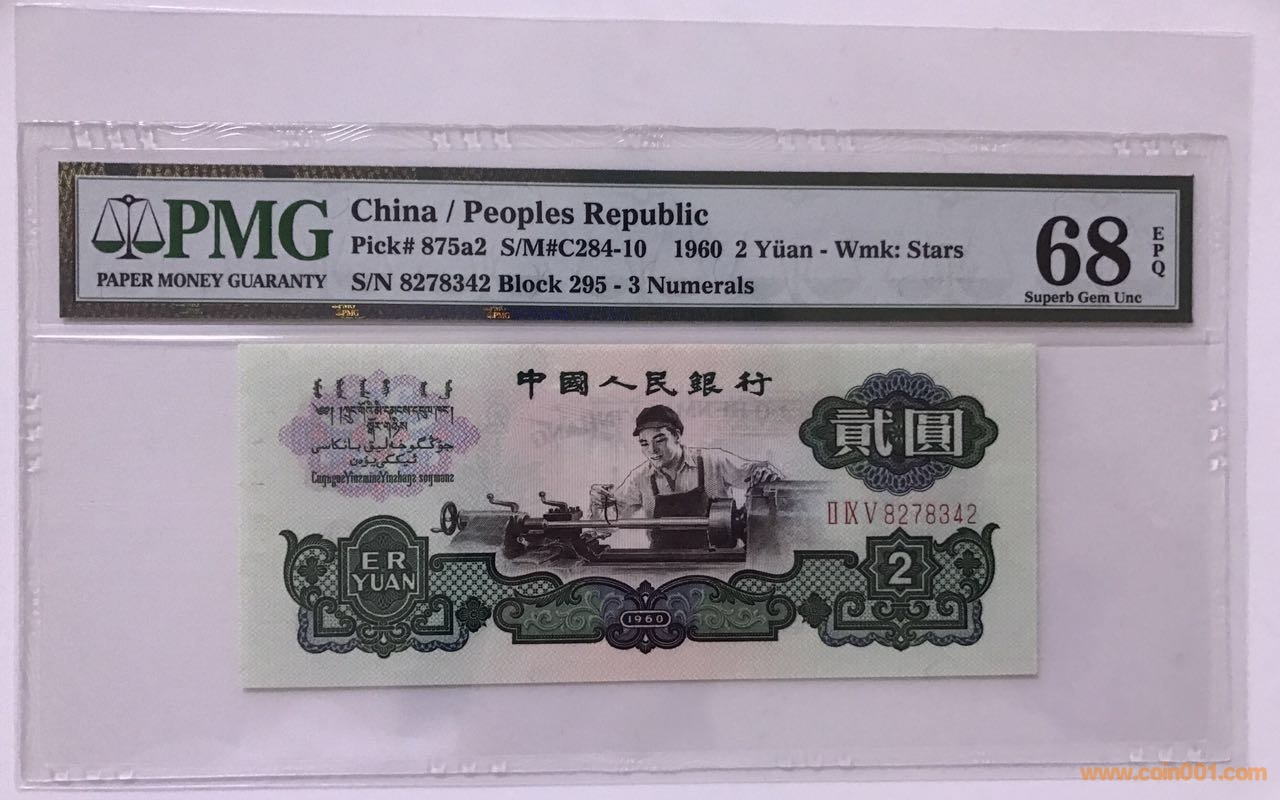 PMG
PAPER MONEY GUARANTY
China / Peoples Republic
Pick# 875a2 S/M#C284-10 1960 2 Yüan - Wmk: Stars
S/N 8278342 Block 295 - 3 Numerals
68
EPQ
Superb Gem Unc
中國人民銀行
貳圓
ⅡⅨⅤ8278342
ER
YUAN
2
1960
www.coin001.com